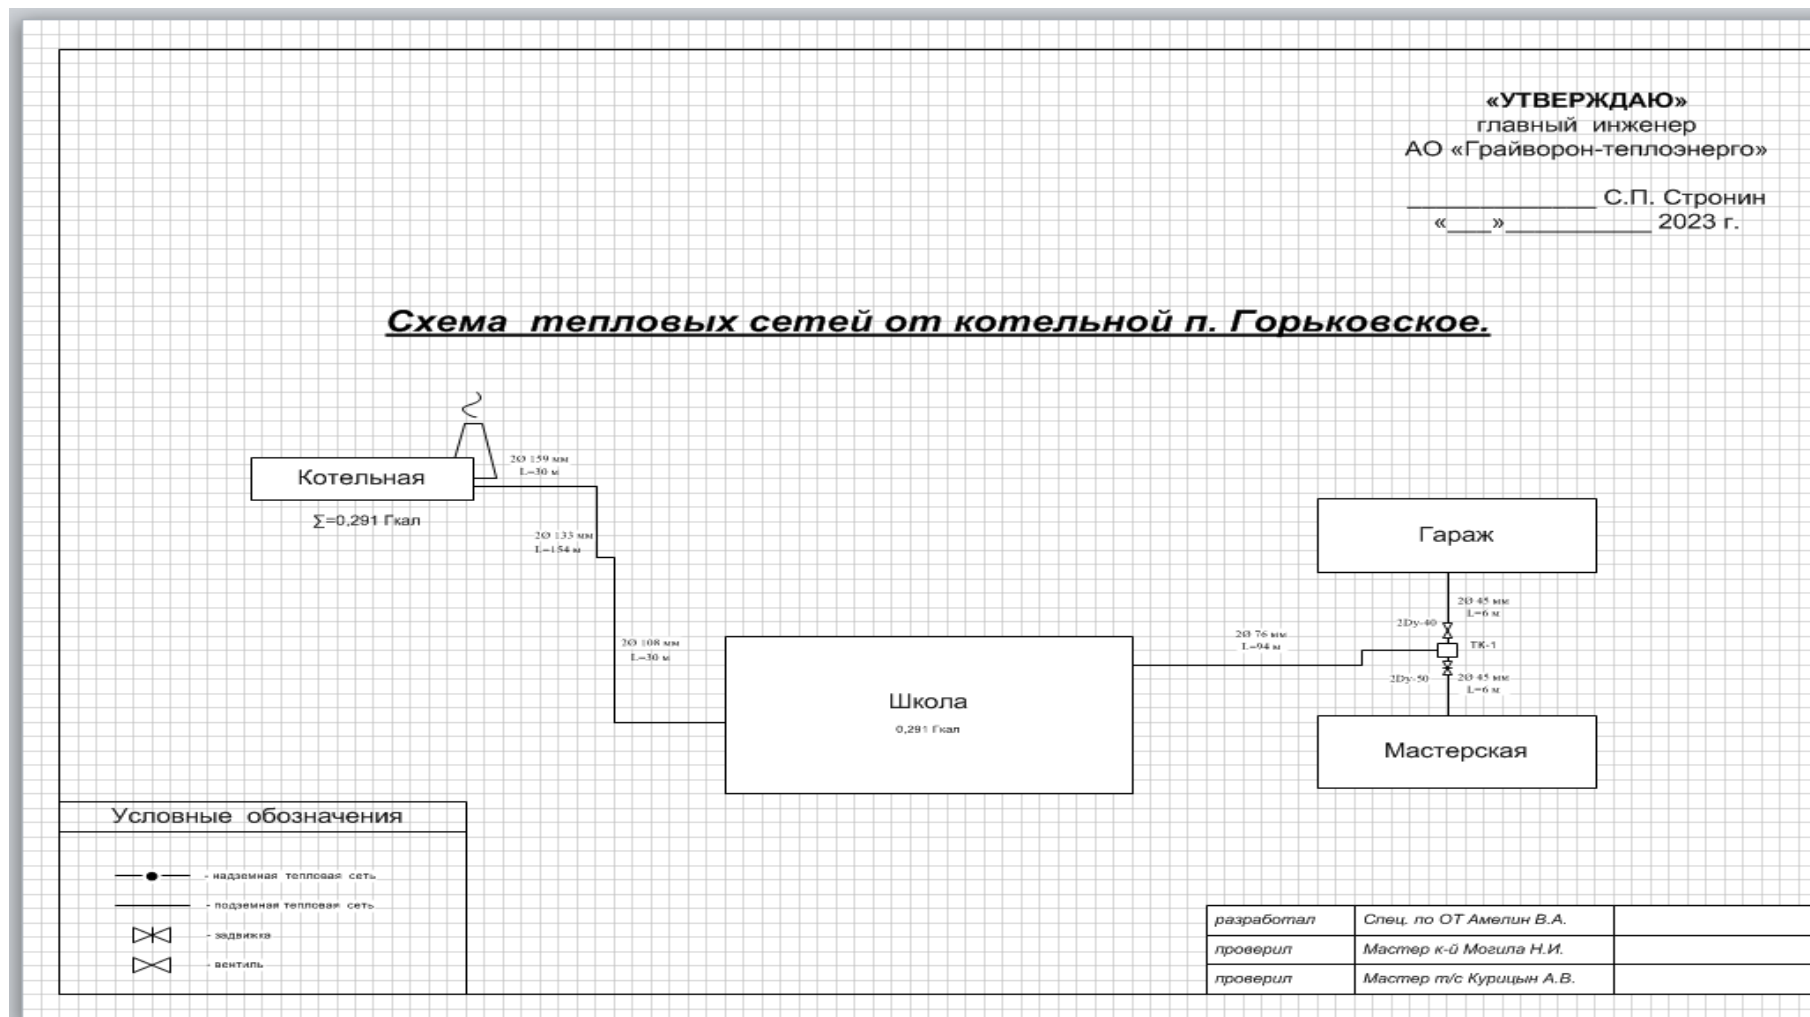 «УТВЕРЖДАЮ»
главный инженер
АО «Грайворон-теплоэнерго»
______________ С.П. Стронин
«___»___________ 2023 г.
Схема тепловых сетей от котельной п. Горьковское.
2Ø 159 мм
L=30 м
Котельная
∑=0,291 Гкал
2Ø 133 мм
L=154 м
2Ø 108 мм
L=30 м
Школа
0,291 Гкал
2Ø 76 мм
L=94 м
Гараж
2Ø 45 мм
L=6 м
2Dy-40
ТК-1
2Dy-50
2Ø 45 мм
L=6 м
Мастерская
Условные обозначения
- надземная тепловая сеть
- подземная тепловая сеть
- задвижка
- вентиль
разработал Спец. по ОТ Амелин В.А.
проверил Мастер к-й Могила Н.И.
проверил Мастер т/с Курицын А.В.